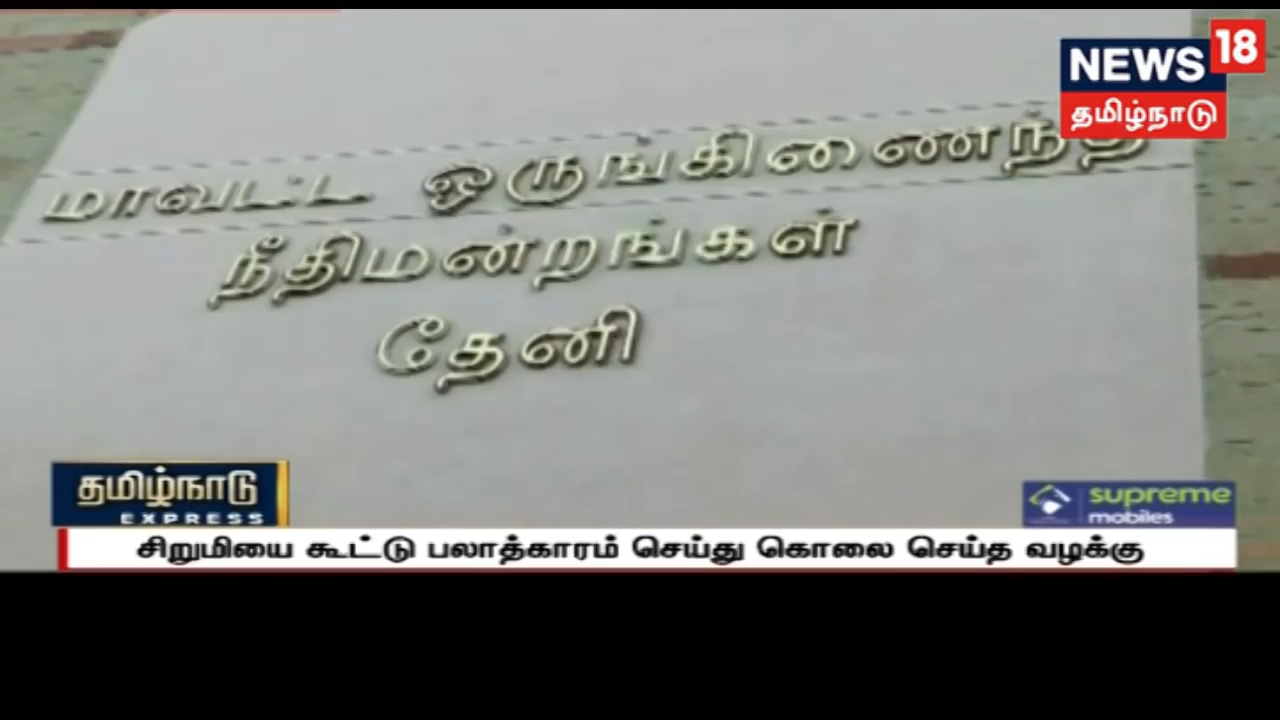 NEWS 18
தமிழ்நாடு
மாவட்ட ஒருங்கிணைந்த
நீதிமன்றங்கள்
தேனி
தமிழ்நாடு
EXPRESS
supreme
mobiles
சிறுமியை கூட்டு பலாத்காரம் செய்து கொலை செய்த வழக்கு